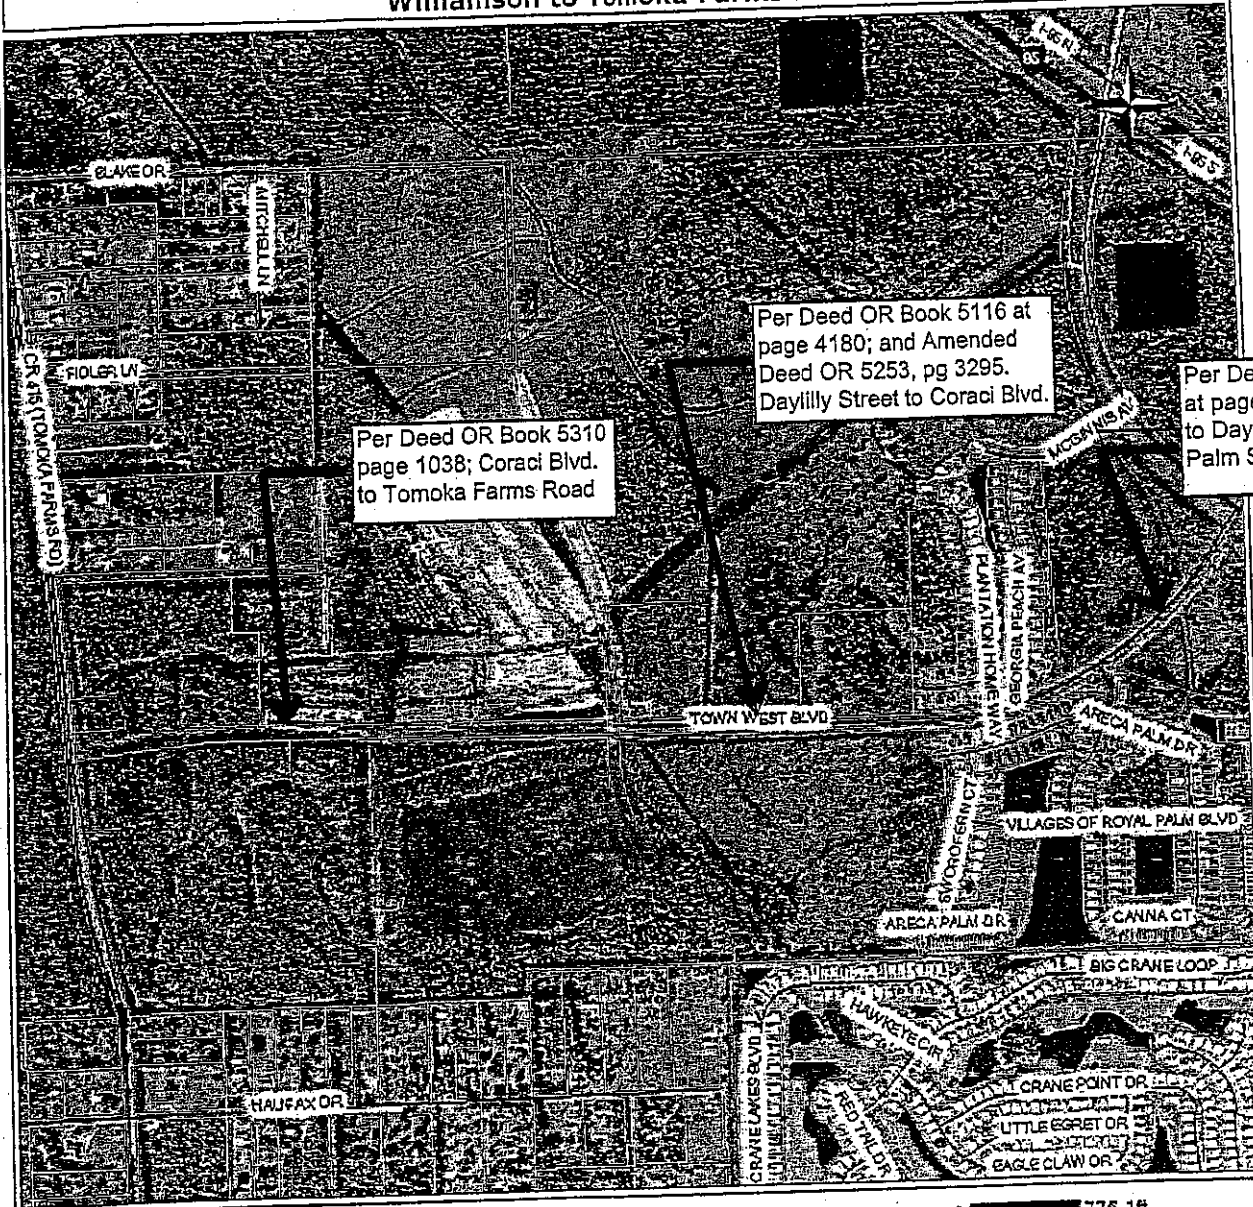 Williamson to Tomoka Farms
I-95 N
I-95 S
BLAKE DR
MITCHELL LN
FIDLER LN
CR 415 (TOMOKA FARMS RD)
Per Deed OR Book 5116 at
page 4180; and Amended
Deed OR 5253, pg 3295.
Daylilly Street to Coraci Blvd.
Per De
at page
to Day
Palm S
MCGINNIS AV
Per Deed OR Book 5310
page 1038; Coraci Blvd.
to Tomoka Farms Road
PLANTATION HOME WAY
GEORGIA PEACH AV
TOWN WEST BLVD
ARECA PALM DR
SWORDFERN CT
VILLAGES OF ROYAL PALM BLVD
ARECA PALM DR
CANNA CT
BIG CRANE LOOP
HAWKEYE CIR
CRANE LAKES BLVD
CRANE POINT DR
HALIFAX DR
RED TAIL DR
LITTLE EGRET DR
EAGLE CLAW DR
776.1ft